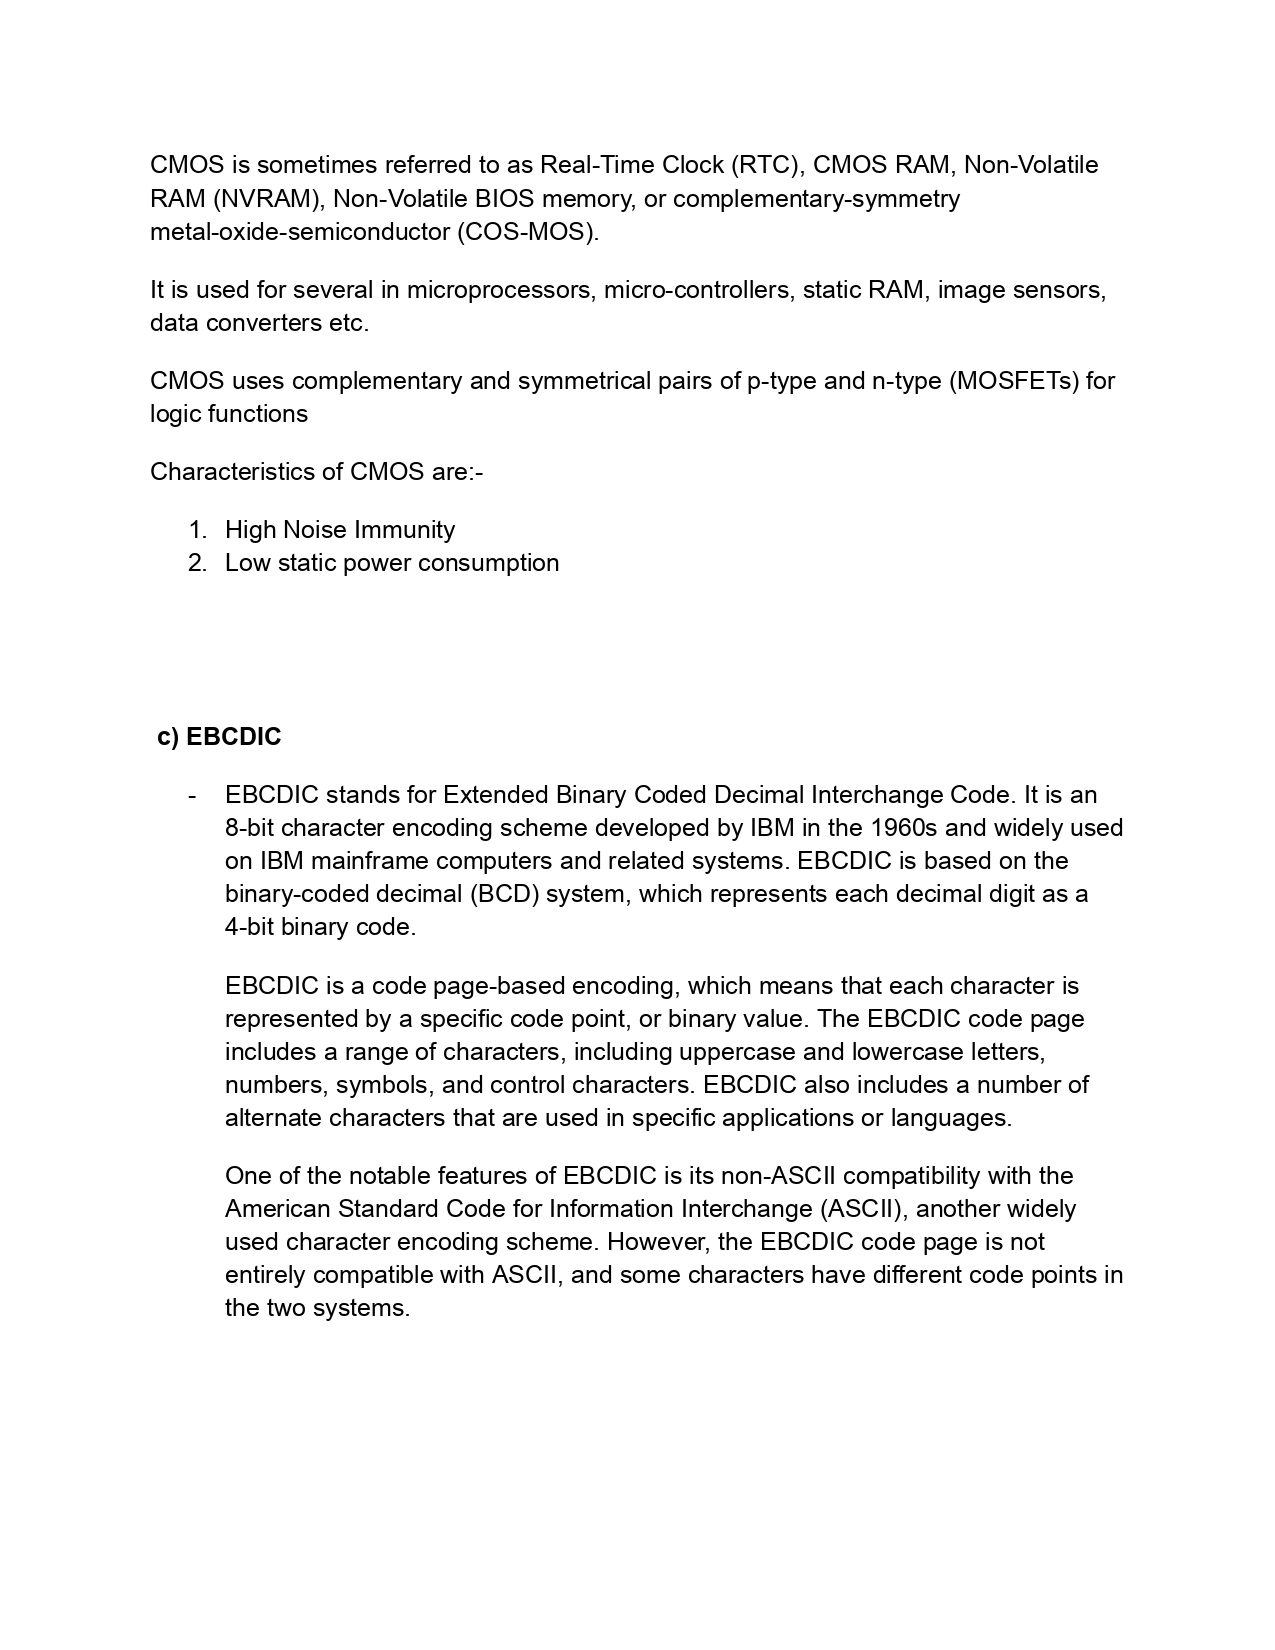 CMOS is sometimes referred to as Real-Time Clock (RTC), CMOS RAM, Non-Volatile
RAM (NVRAM), Non-Volatile BIOS memory, or complementary-symmetry
metal-oxide-semiconductor (COS-MOS).
It is used for several in microprocessors, micro-controllers, static RAM, image sensors,
data converters etc.
CMOS uses complementary and symmetrical pairs of p-type and n-type (MOSFETs) for
logic functions
Characteristics of CMOS are:-
1. High Noise Immunity
2. Low static power consumption
c) EBCDIC
- EBCDIC stands for Extended Binary Coded Decimal Interchange Code. It is an
8-bit character encoding scheme developed by IBM in the 1960s and widely used
on IBM mainframe computers and related systems. EBCDIC is based on the
binary-coded decimal (BCD) system, which represents each decimal digit as a
4-bit binary code.
EBCDIC is a code page-based encoding, which means that each character is
represented by a specific code point, or binary value. The EBCDIC code page
includes a range of characters, including uppercase and lowercase letters,
numbers, symbols, and control characters. EBCDIC also includes a number of
alternate characters that are used in specific applications or languages.
One of the notable features of EBCDIC is its non-ASCII compatibility with the
American Standard Code for Information Interchange (ASCII), another widely
used character encoding scheme. However, the EBCDIC code page is not
entirely compatible with ASCII, and some characters have different code points in
the two systems.